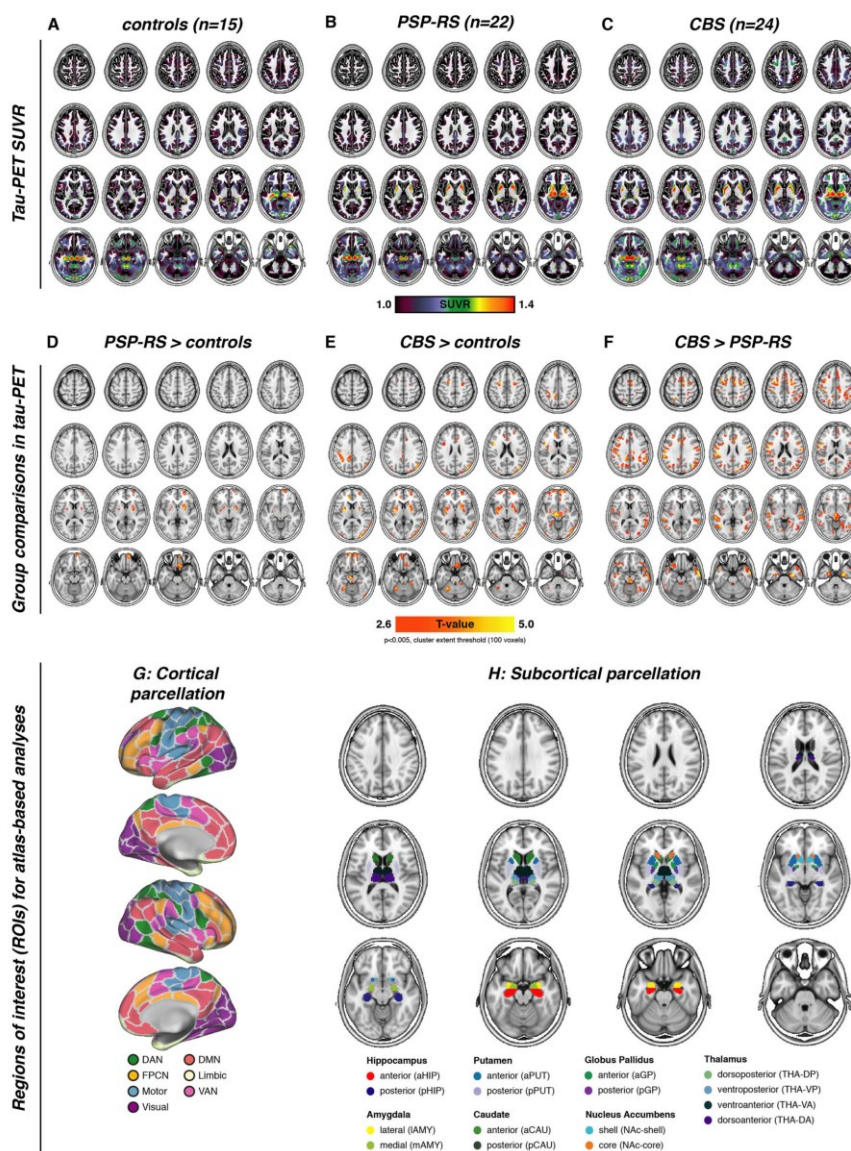 A
controls (n=15)
B
PSP-RS (n=22)
C
CBS (n=24)
Tau-PET SUVR
1.0
SUVR
1.4
D
PSP-RS > controls
E
CBS > controls
F
CBS > PSP-RS
Group comparisons in tau-PET
2.6
T-value
5.0
p<0.005, cluster extent threshold (100 voxels)
Regions of interest (ROIs) for atlas-based analyses
G: Cortical
parcellation
DAN
DMN
FPCN
Limbic
Motor
VAN
Visual
H: Subcortical parcellation
Hippocampus
anterior (aHIP)
posterior (pHIP)
Putamen
anterior (aPUT)
posterior (pPUT)
Globus Pallidus
anterior (aGP)
posterior (pGP)
Thalamus
dorsoposterior (THA-DP)
ventroposterior (THA-VP)
ventroanterior (THA-VA)
dorsoanterior (THA-DA)
Amygdala
lateral (lAMY)
medial (mAMY)
Caudate
anterior (aCAU)
posterior (pCAU)
Nucleus Accumbens
shell (NAc-shell)
core (NAc-core)